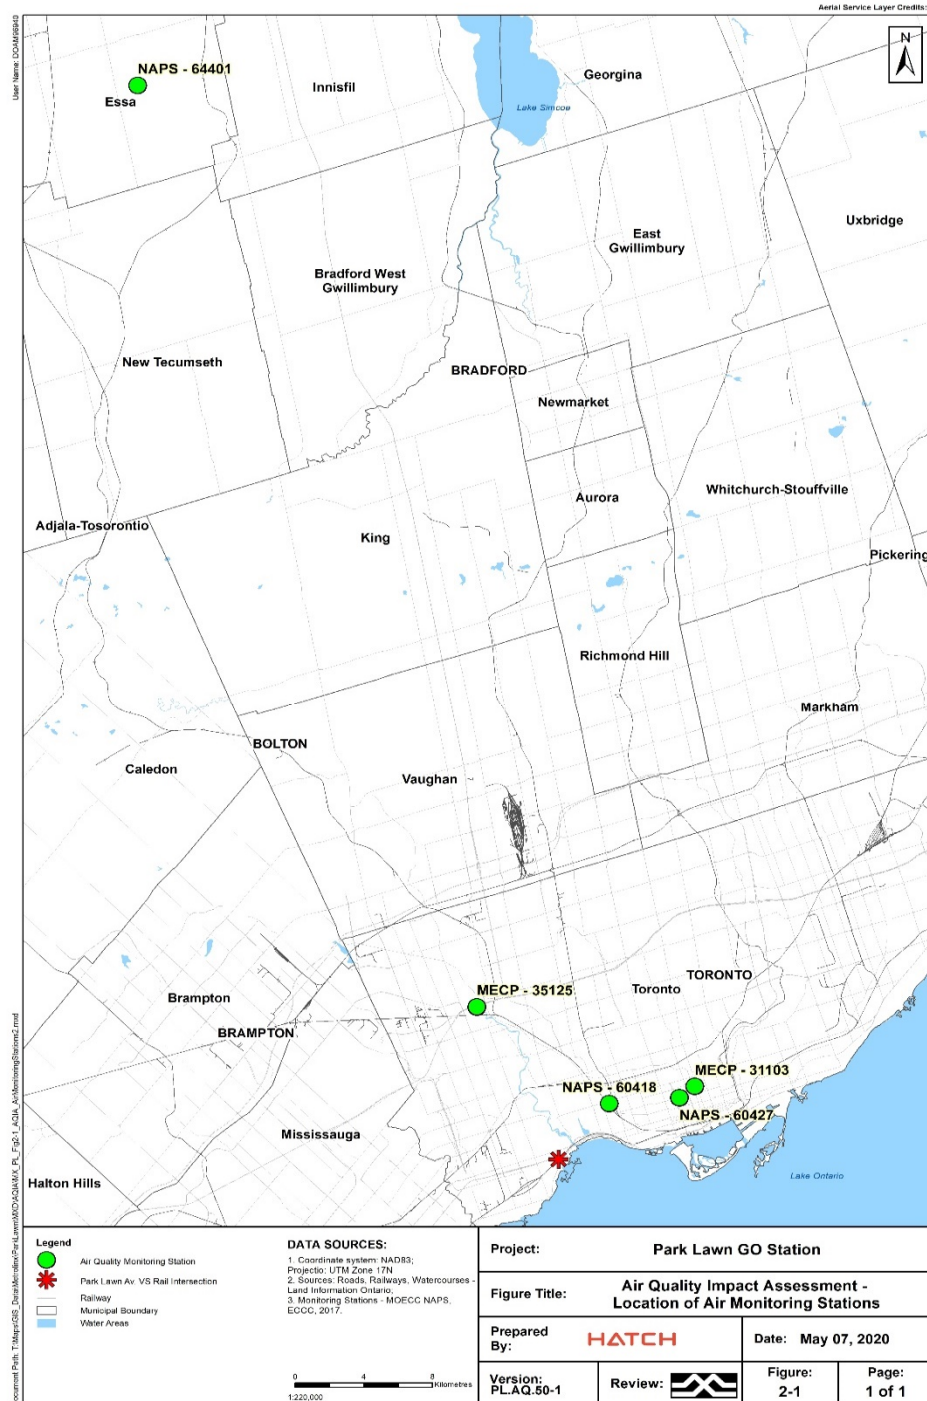 Aerial Service Layer Credits:
User Name: DOAM96949
N
NAPS - 64401
Essa
Innisfil
Georgina
Lake Simcoe
Uxbridge
East
Gwillimbury
Bradford West
Gwillimbury
New Tecumseth
BRADFORD
Newmarket
Aurora
Whitchurch-Stouffville
Adjala-Tosorontio
King
Pickering
Richmond Hill
Markham
BOLTON
Caledon
Vaughan
TORONTO
Toronto
MECP - 35125
Brampton
BRAMPTON
MECP - 31103
NAPS - 60418
NAPS - 60427
Mississauga
Halton Hills
Lake Ontario
Legend
Air Quality Monitoring Station
Park Lawn Av. VS Rail Intersection
Railway
Municipal Boundary
Water Areas
DATA SOURCES:
1. Coordinate system: NAD83;
Projectio: UTM Zone 17N
2. Sources: Roads, Railways, Watercourses -
Land Information Ontario;
3. Monitoring Stations - MOECC NAPS,
ECCC, 2017.
0 4 8
Kilometres
1:220,000
Project: Park Lawn GO Station
Figure Title: Air Quality Impact Assessment -
Location of Air Monitoring Stations
Prepared
By: HATCH
Date: May 07, 2020
Version:
PL.AQ.50-1
Review:
Figure:
2-1
Page:
1 of 1